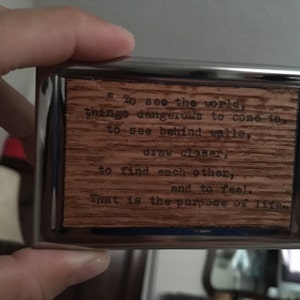 " To see the world,
things dangerous to come to,
to see behind walls,
draw closer,
to find each other,
and to feel.
That is the purpose of life.